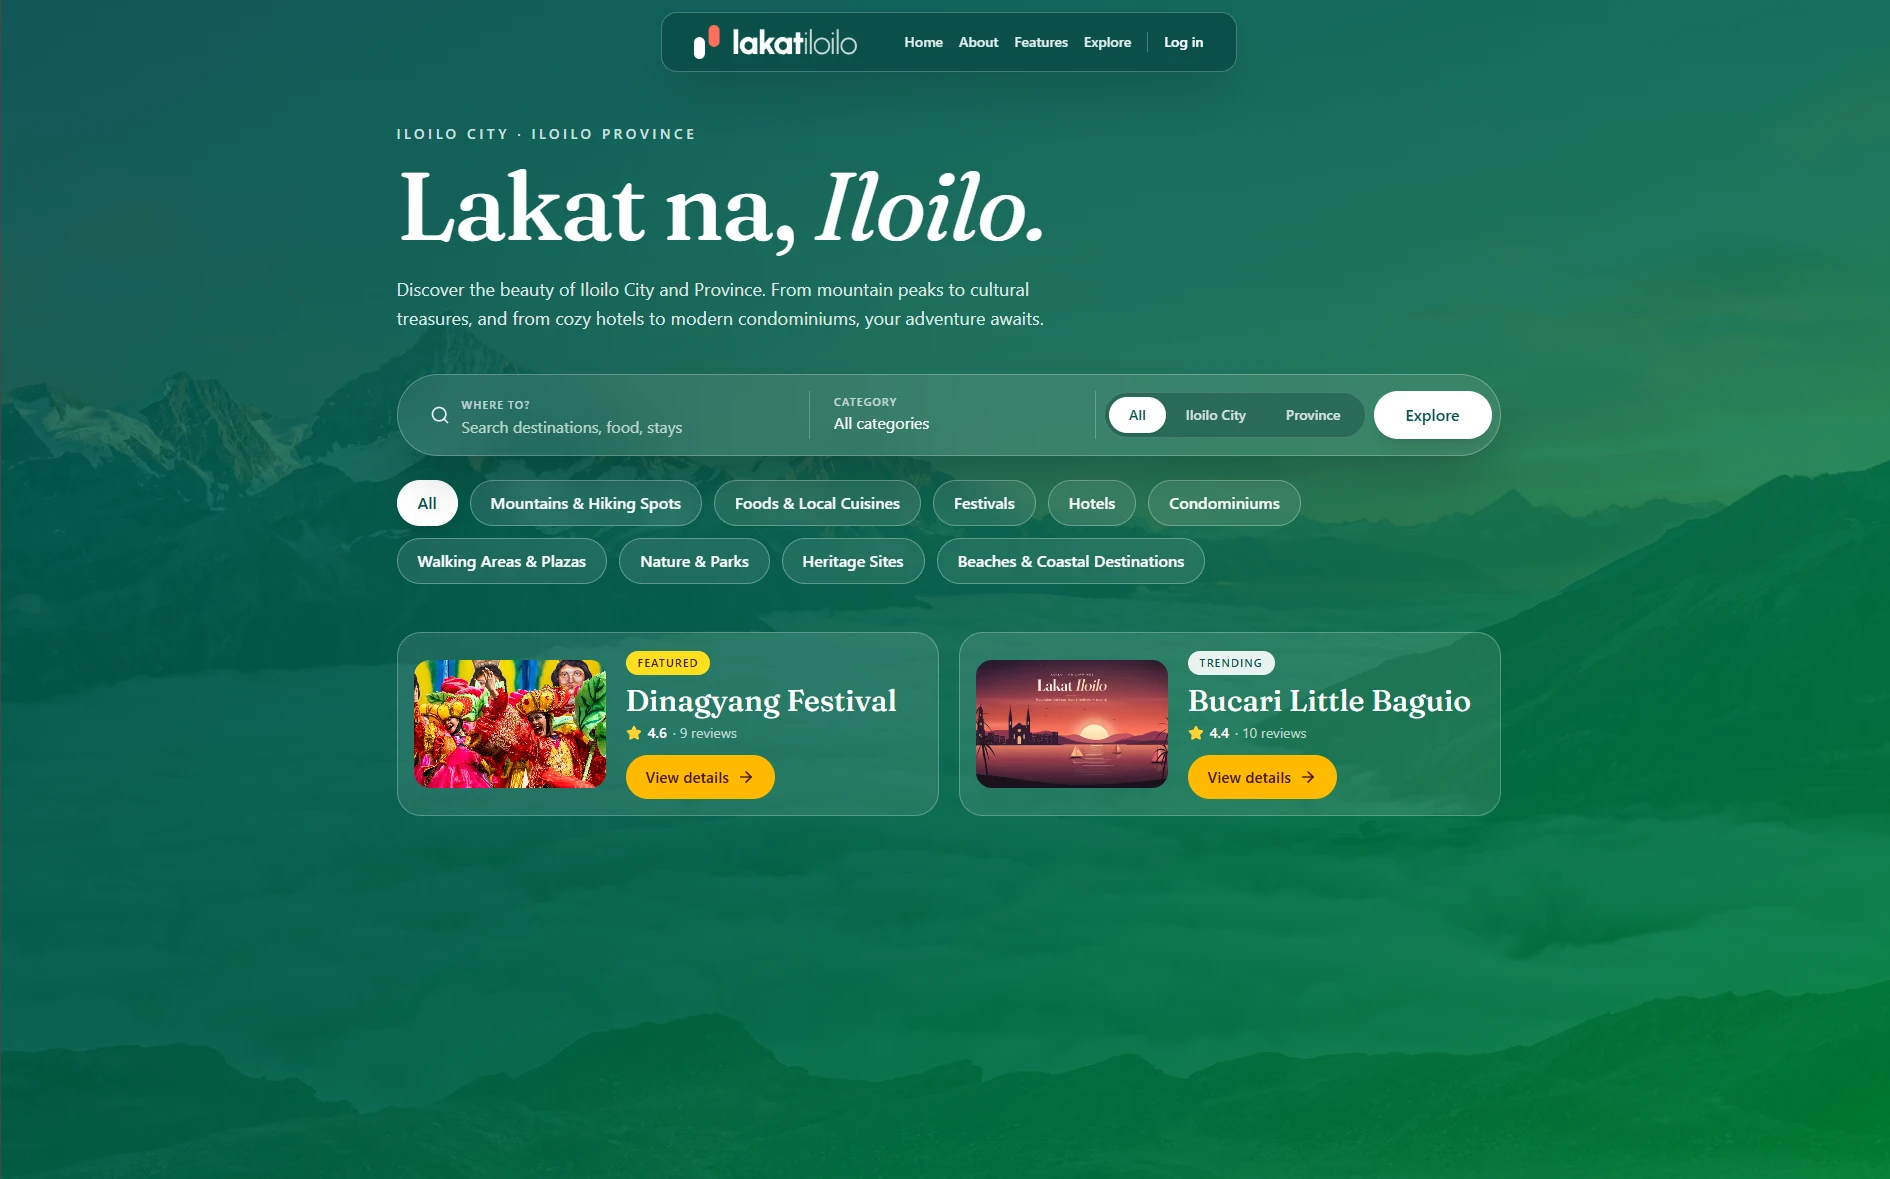 lakatiloilo
Home About Features Explore Log in
ILOILO CITY · ILOILO PROVINCE
Lakat na, Iloilo.
Discover the beauty of Iloilo City and Province. From mountain peaks to cultural
treasures, and from cozy hotels to modern condominiums, your adventure awaits.
WHERE TO?
Search destinations, food, stays
CATEGORY
All categories
All Iloilo City Province
Explore
All Mountains & Hiking Spots Foods & Local Cuisines Festivals Hotels Condominiums
Walking Areas & Plazas Nature & Parks Heritage Sites Beaches & Coastal Destinations
FEATURED
Dinagyang Festival
4.6 · 9 reviews
View details
Lakat Iloilo
TRENDING
Bucari Little Baguio
4.4 · 10 reviews
View details